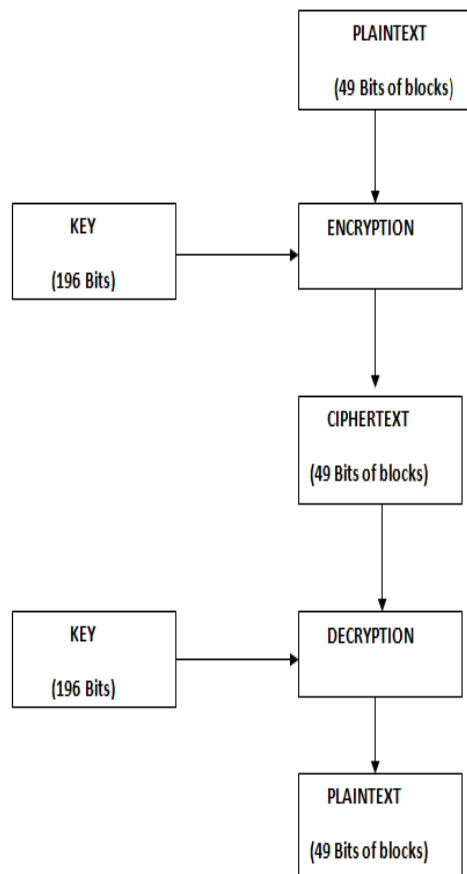 PLAINTEXT
(49 Bits of blocks)
KEY
(196 Bits)
ENCRYPTION
CIPHERTEXT
(49 Bits of blocks)
KEY
(196 Bits)
DECRYPTION
PLAINTEXT
(49 Bits of blocks)